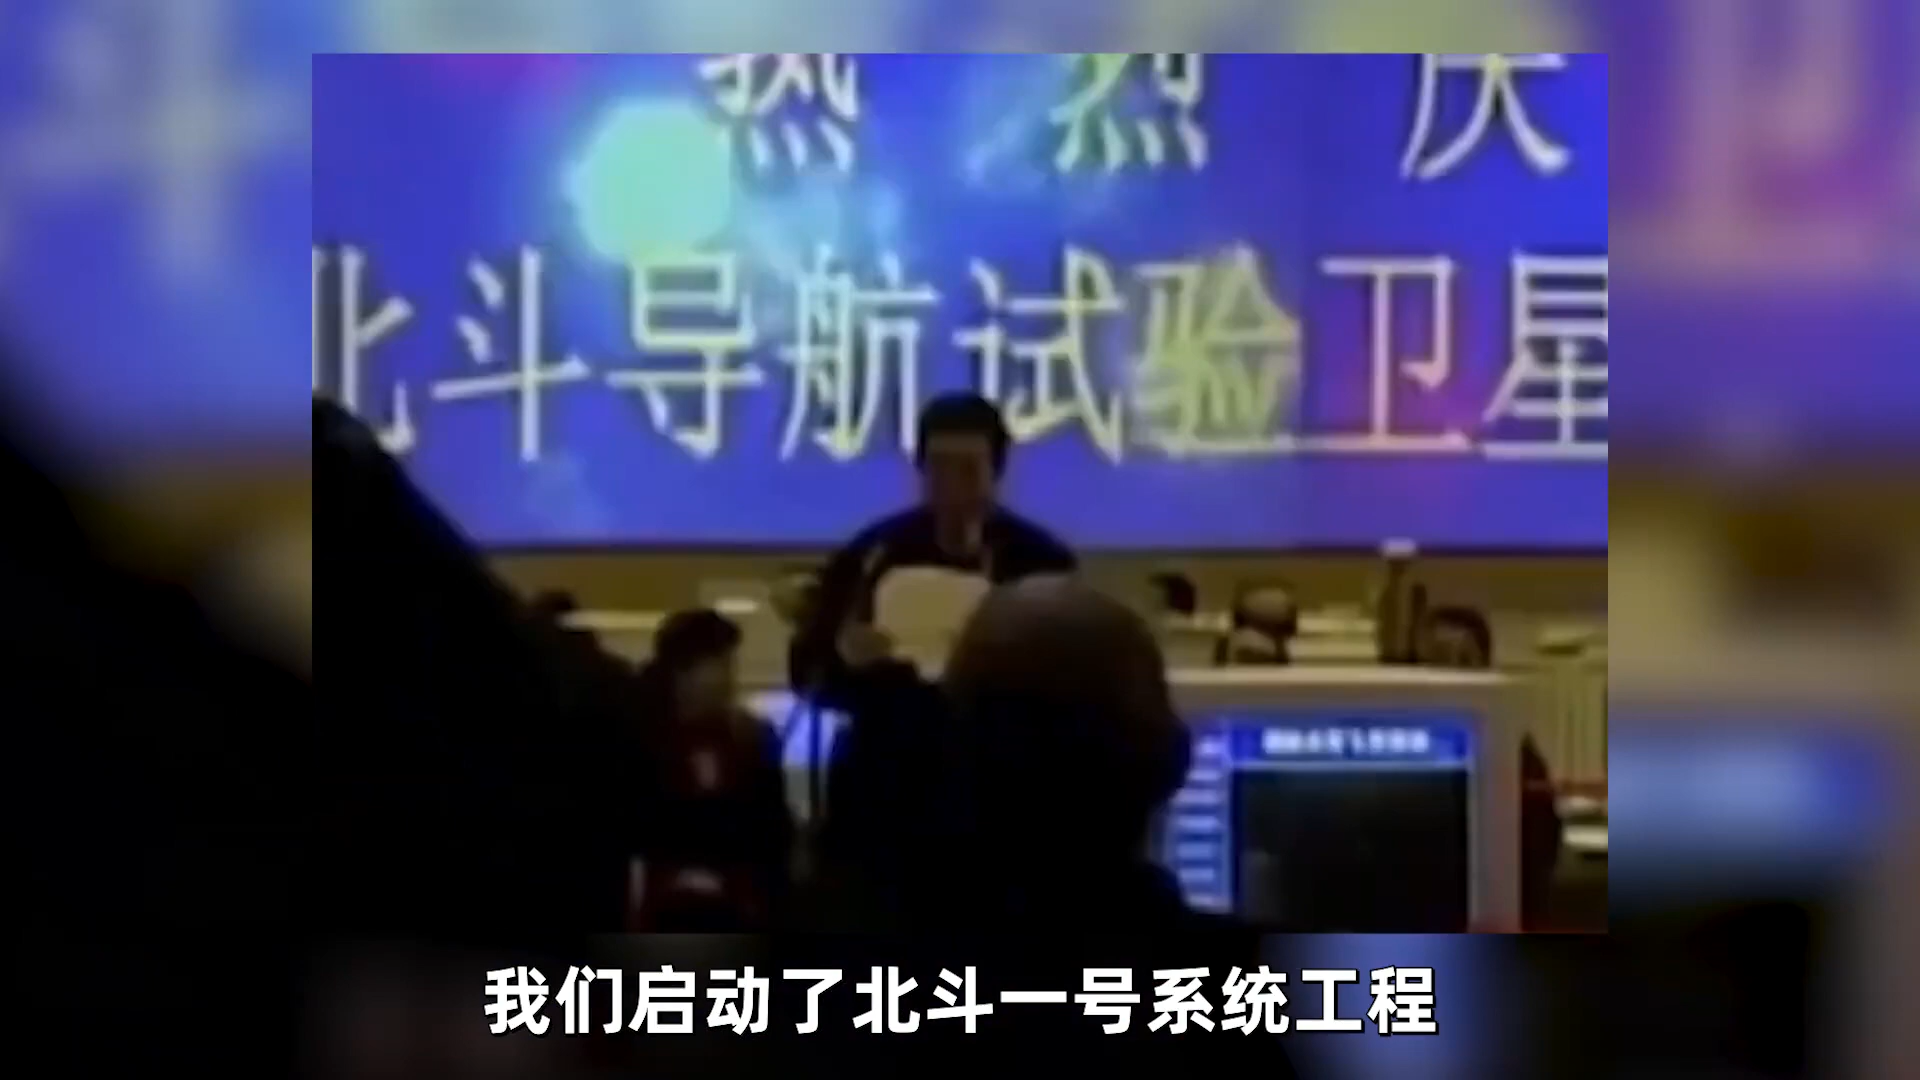 热 烈 庆
北斗导航试验卫星
我们启动了北斗一号系统工程